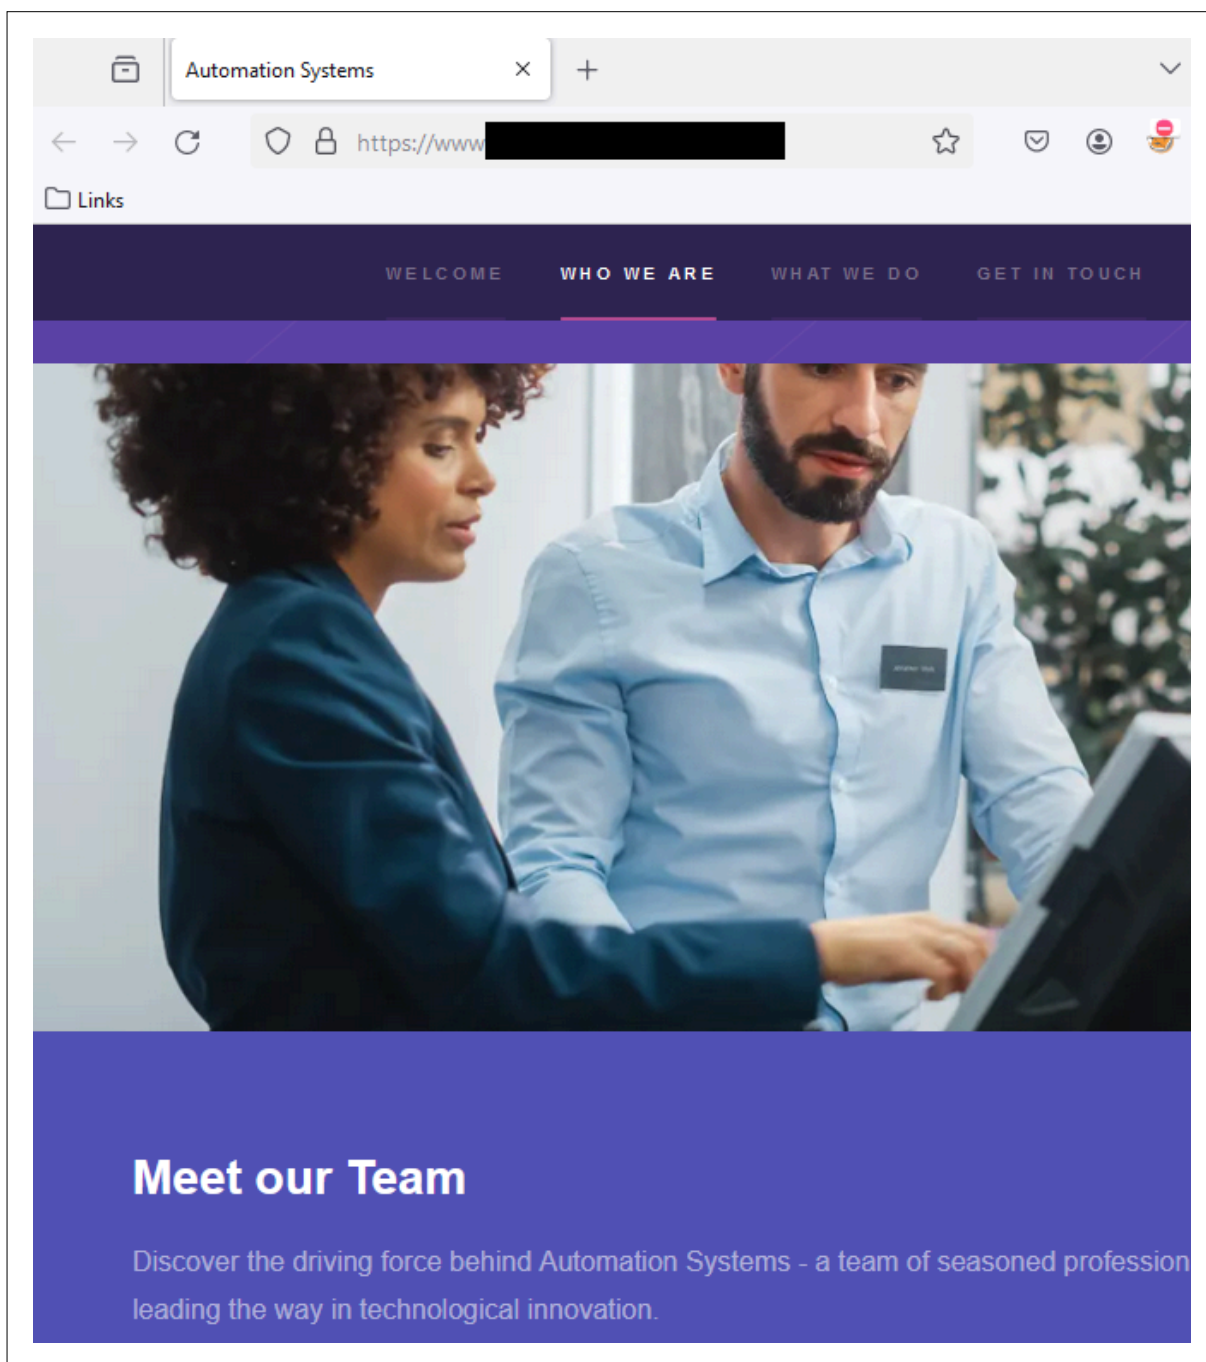 Automation Systems
https://www
Links
WELCOME WHO WE ARE WHAT WE DO GET IN TOUCH
Meet our Team
Discover the driving force behind Automation Systems - a team of seasoned profession
leading the way in technological innovation.